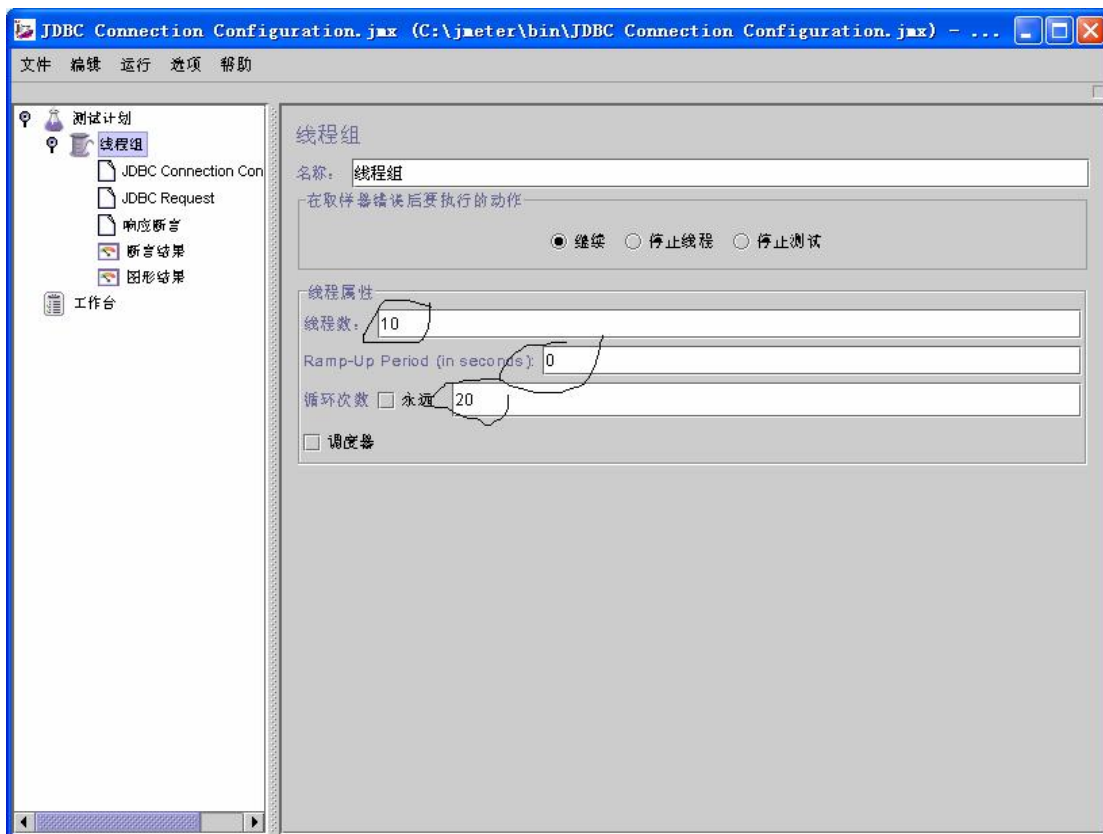 JDBC Connection Configuration.jmx (C:\jmeter\bin\JDBC Connection Configuration.jmx) - ...
文件 编辑 运行 选项 帮助
测试计划
线程组
JDBC Connection Con
JDBC Request
响应断言
断言结果
图形结果
工作台
线程组
名称： 线程组
在取样器错误后要执行的动作
继续 停止线程 停止测试
线程属性
线程数： 10
Ramp-Up Period (in seconds): 0
循环次数 永远 20
调度器